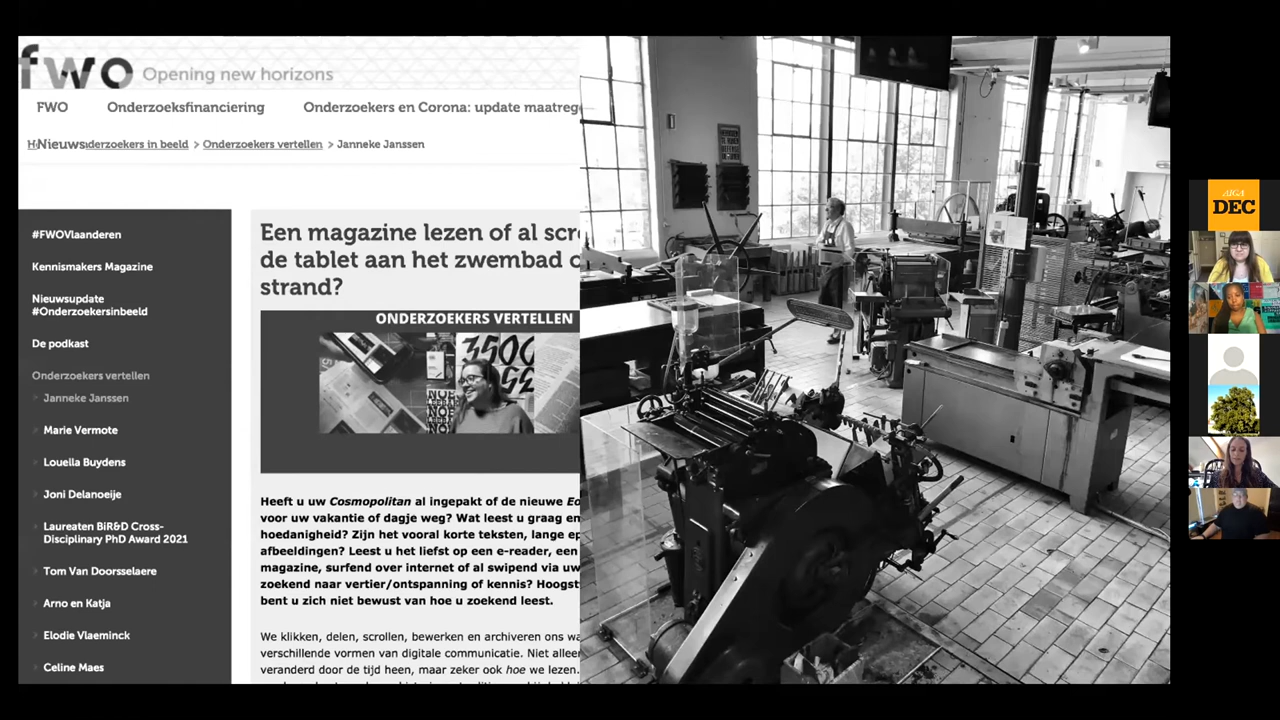 fwo Opening new horizons
FWO Onderzoeksfinanciering Onderzoekers en Corona: update maatreg
Nieuws derzoekers in beeld > Onderzoekers vertellen > Janneke Janssen
#FWOVlaanderen
Kennismakers Magazine
Nieuwsupdate
#Onderzoekersinbeeld
De podkast
Onderzoekers vertellen
Janneke Janssen
Marie Vermote
Louella Buydens
Joni Delanoeije
Laureaten BiR&D Cross-
Disciplinary PhD Award 2021
Tom Van Doorsselaere
Arno en Katja
Elodie Vlaeminck
Celine Maes
Een magazine lezen of al scr
de tablet aan het zwembad o
strand?
ONDERZOEKERS VERTELLEN
Heeft u uw Cosmopolitan al ingepakt of de nieuwe Eo
voor uw vakantie of dagje weg? Wat leest u graag en
hoedanigheid? Zijn het vooral korte teksten, lange ep
afbeeldingen? Leest u het liefst op een e-reader, een
magazine, surfend over internet of al swipend via uw
zoekend naar vertier/ontspanning of kennis? Hoogst
bent u zich niet bewust van hoe u zoekend leest.
We klikken, delen, scrollen, bewerken en archiveren ons wa
verschillende vormen van digitale communicatie. Niet allee
veranderd door de tijd heen, maar zeker ook hoe we lezen.
AIGA
DEC